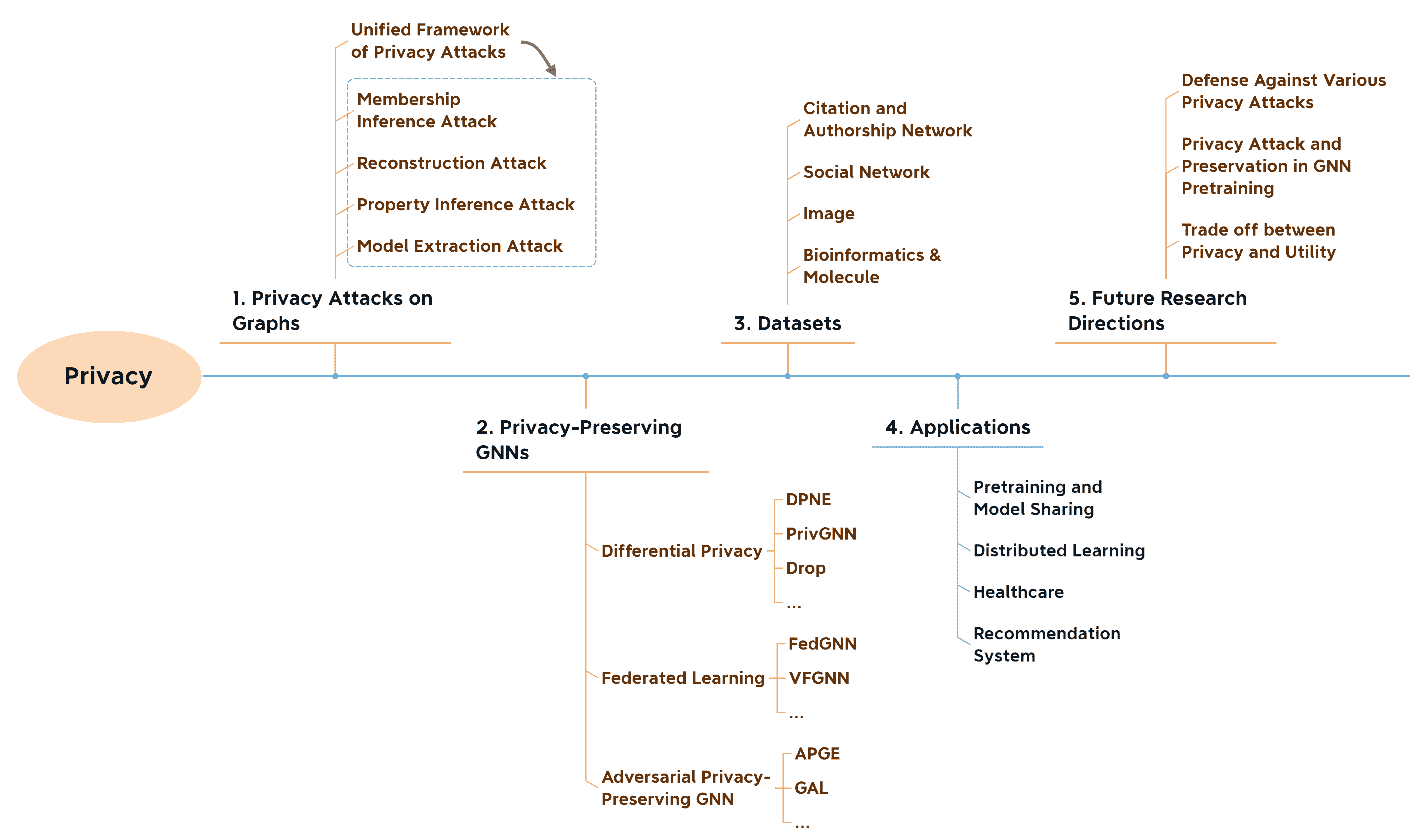 Privacy
1. Privacy Attacks on
Graphs
Unified Framework
of Privacy Attacks
Membership
Inference Attack
Reconstruction Attack
Property Inference Attack
Model Extraction Attack
2. Privacy-Preserving
GNNs
Differential Privacy
DPNE
PrivGNN
Drop
...
Federated Learning
FedGNN
VFGNN
...
Adversarial Privacy-
Preserving GNN
APGE
GAL
...
3. Datasets
Citation and
Authorship Network
Social Network
Image
Bioinformatics &
Molecule
4. Applications
Pretraining and
Model Sharing
Distributed Learning
Healthcare
Recommendation
System
5. Future Research
Directions
Defense Against Various
Privacy Attacks
Privacy Attack and
Preservation in GNN
Pretraining
Trade off between
Privacy and Utility